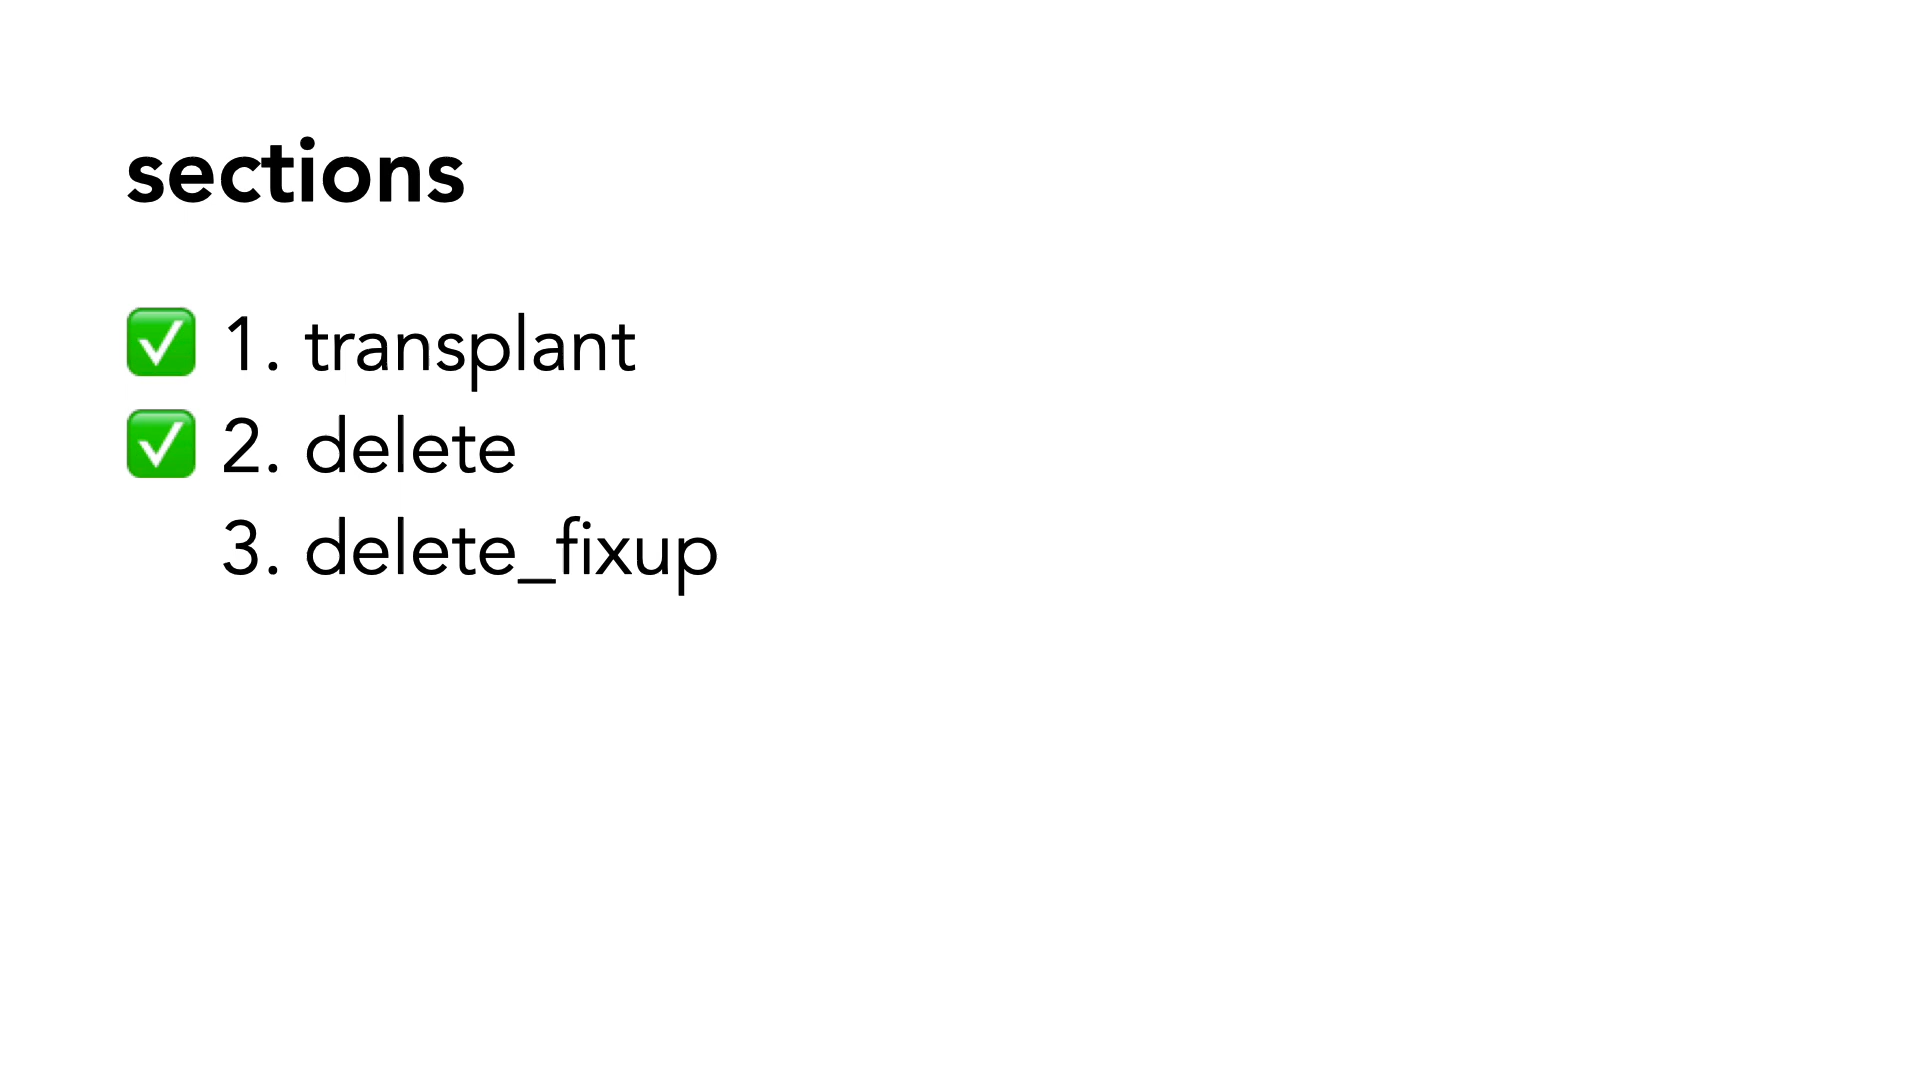 sections
✅ 1. transplant
✅ 2. delete
3. delete_fixup